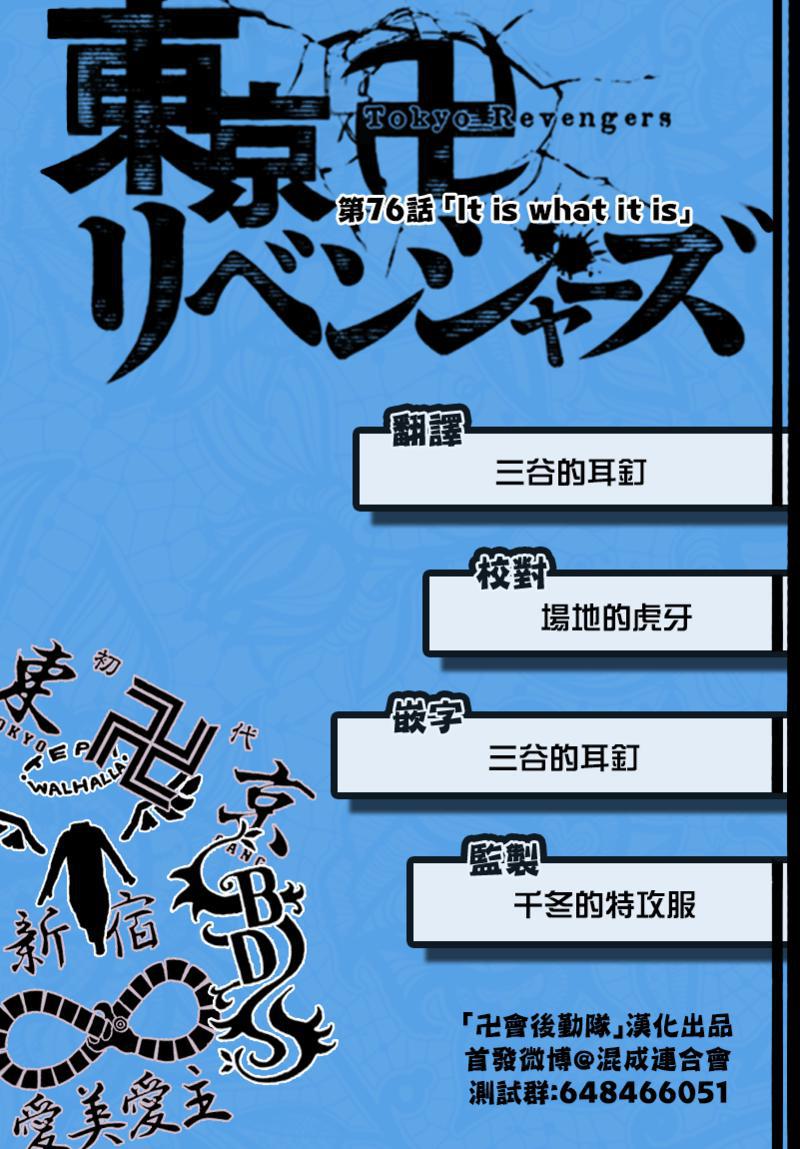 東京卍
Tokyo Revengers
第76話「It is what it is」
リベンジャーズ
翻譯
三谷的耳釘
校對
場地的虎牙
嵌字
三谷的耳釘
監製
千冬的特攻服
「卍會後勤隊」漢化出品
首發微博@混成連合會
測試群:648466051
東
初
卍
代
京
WALHALLA
BD
新宿
愛美愛主